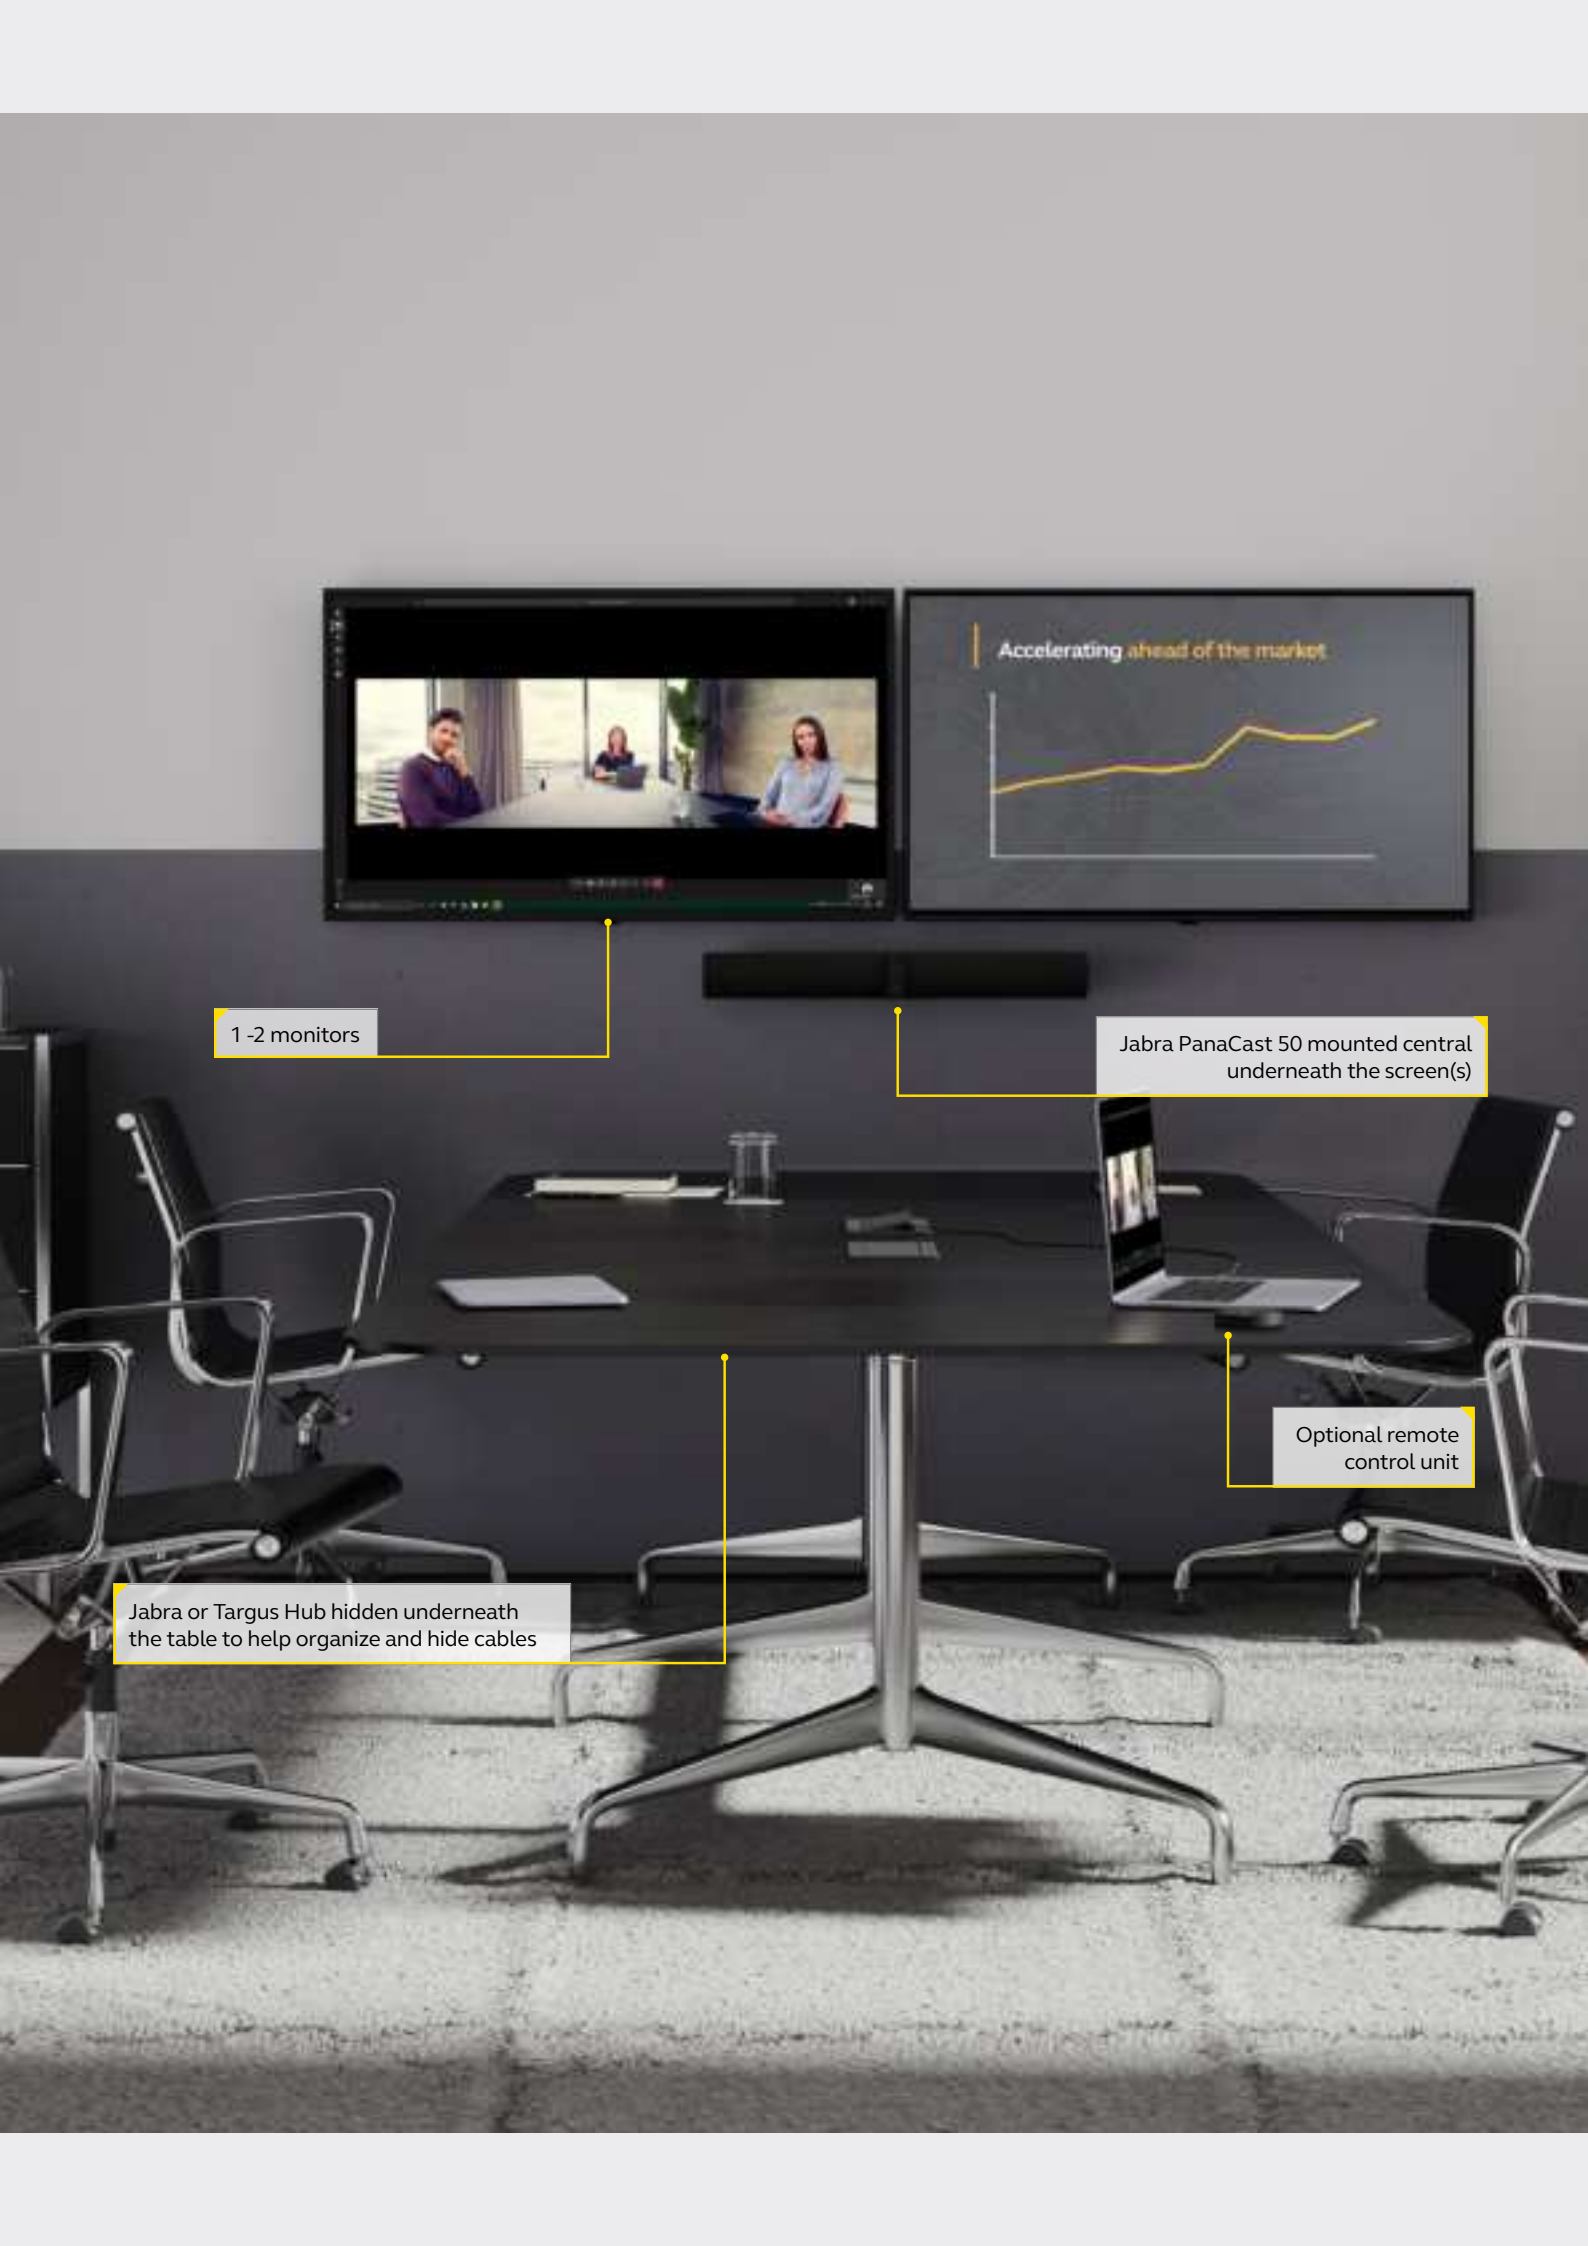 Accelerating ahead of the market
1 -2 monitors
Jabra PanaCast 50 mounted central
underneath the screen(s)
Optional remote
control unit
Jabra or Targus Hub hidden underneath
the table to help organize and hide cables